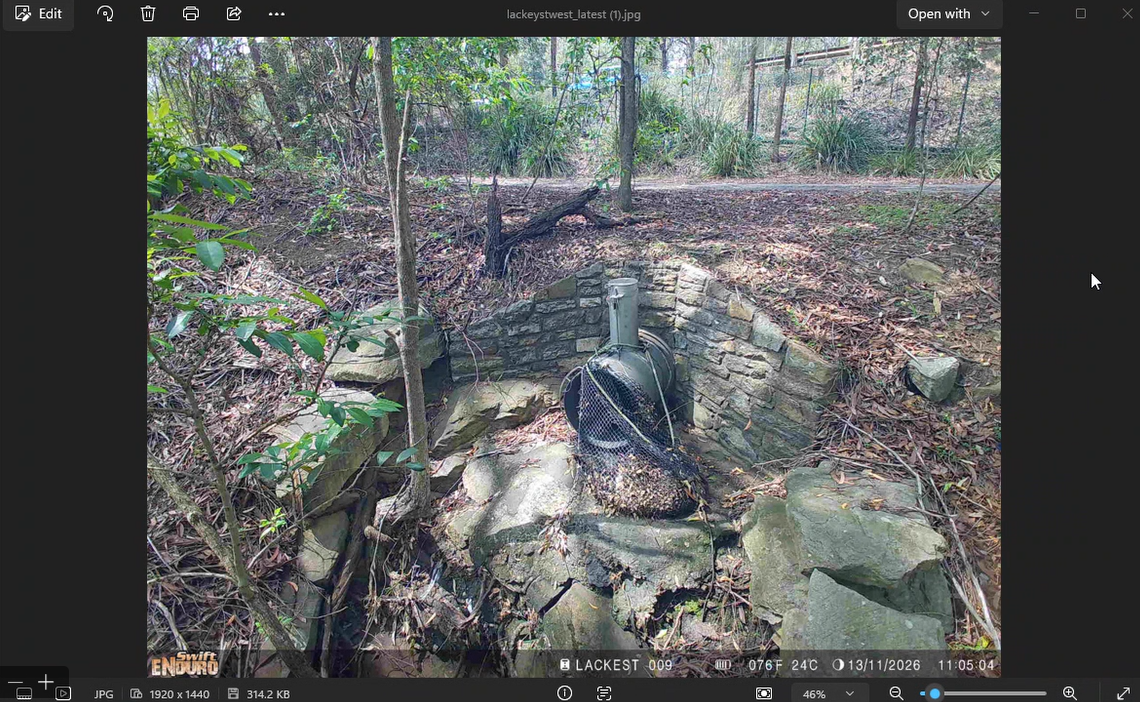 Edit
lackeystwest_latest (1).jpg
Open with
Swift
ENDURO
LACKEST 009 076F 24C 13/11/2026 11:05:04
JPG 1920 x 1440 314.2 KB 46%